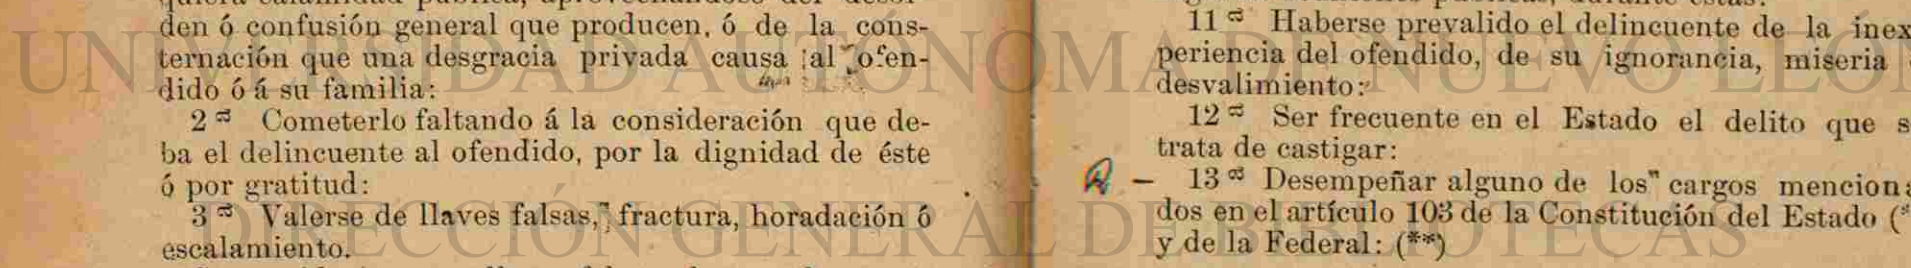 den ó confusión general que producen, ó de la cons-
ternación que una desgracia privada causa al ofen-
dido ó á su familia:
2ª Cometerlo faltando á la consideración que de-
ba el delincuente al ofendido, por la dignidad de éste
ó por gratitud:
3ª Valerse de llaves falsas, fractura, horadación ó
escalamiento.
11ª Haberse prevalido el delincuente de la inex
periencia del ofendido, de su ignorancia, miseria
desvalimiento:
12ª Ser frecuente en el Estado el delito que s
trata de castigar:
13ª Desempeñar alguno de los cargos menciona
dos en el artículo 103 de la Constitución del Estado (*
y de la Federal: (**)
UNIVERSIDAD AUTÓNOMA DE NUEVO LEÓN
DIRECCIÓN GENERAL DE BIBLIOTECAS